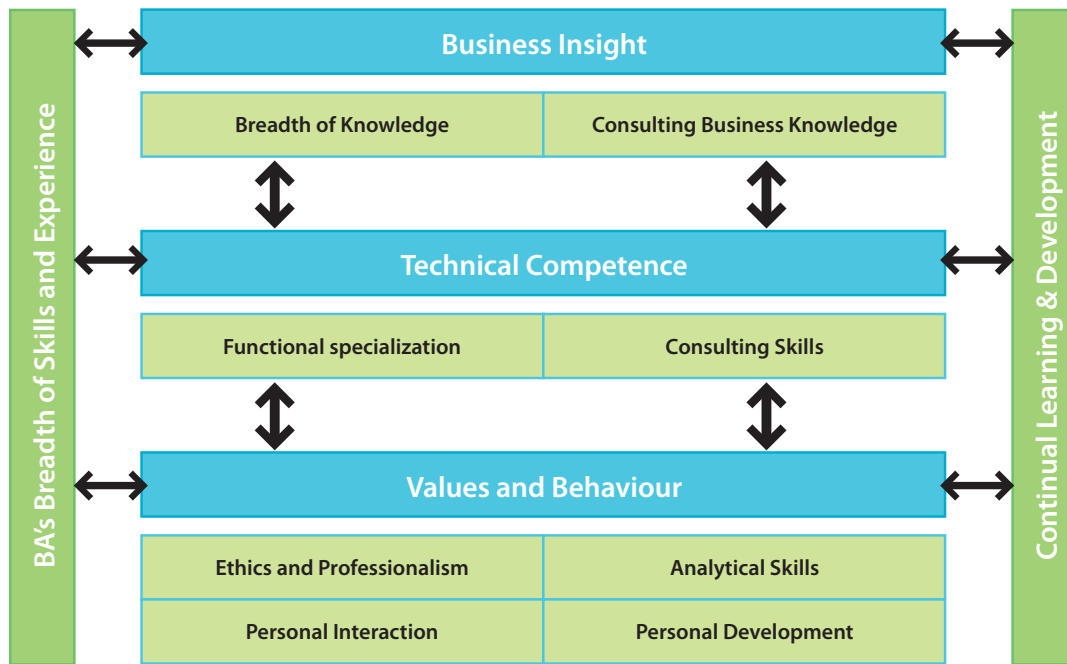 BA's Breadth of Skills and Experience
Business Insight
Breadth of Knowledge
Consulting Business Knowledge
Technical Competence
Functional specialization
Consulting Skills
Values and Behaviour
Ethics and Professionalism
Analytical Skills
Personal Interaction
Personal Development
Continual Learning & Development